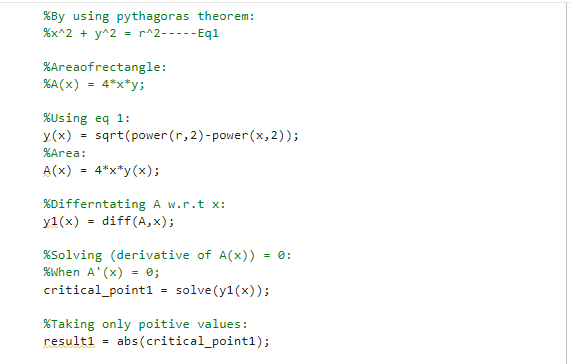 %By using pythagoras theorem:
%x^2 + y^2 = r^2-----Eq1
%Areaofrectangle:
%A(x) = 4*x*y;
%Using eq 1:
y(x) = sqrt(power(r,2)-power(x,2));
%Area:
A(x) = 4*x*y(x);
%Differntating A w.r.t x:
y1(x) = diff(A,x);
%Solving (derivative of A(x)) = 0:
%When A'(x) = 0;
critical_point1 = solve(y1(x));
%Taking only poitive values:
result1 = abs(critical_point1);